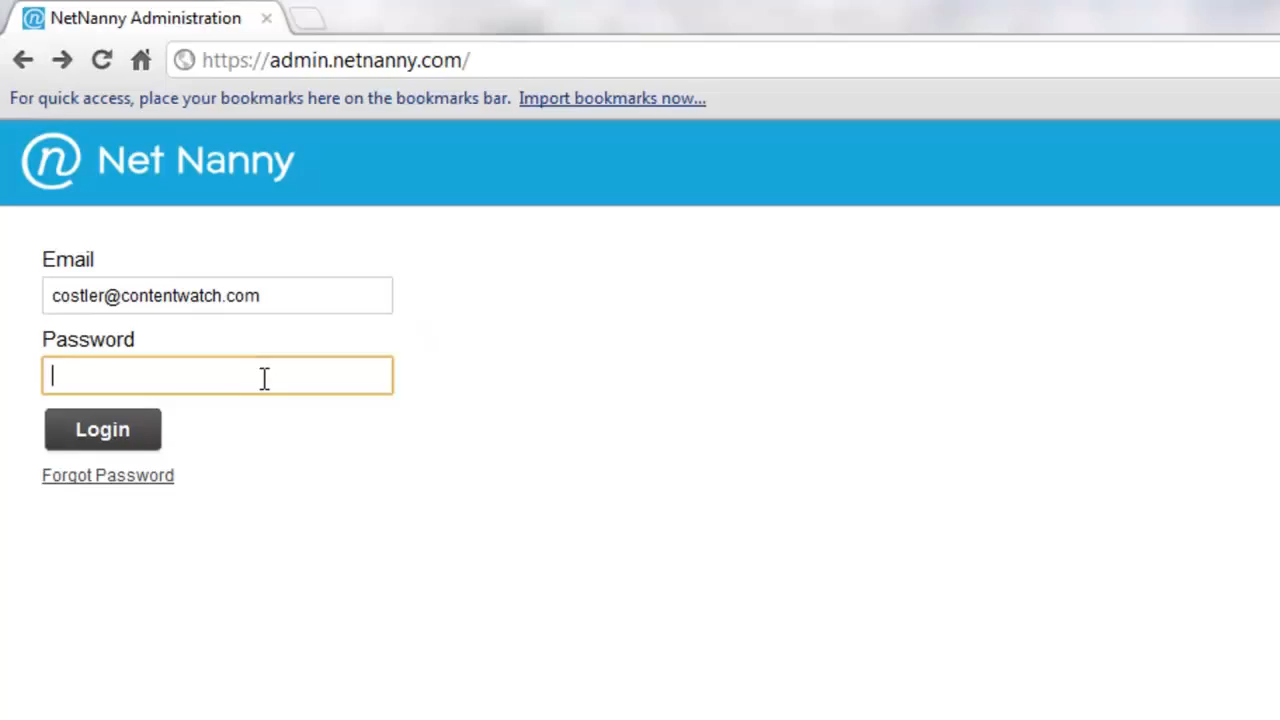 NetNanny Administration
https://admin.netnanny.com/
For quick access, place your bookmarks here on the bookmarks bar. Import bookmarks now...
n Net Nanny
Email
costler@contentwatch.com
Password
Login
Forgot Password